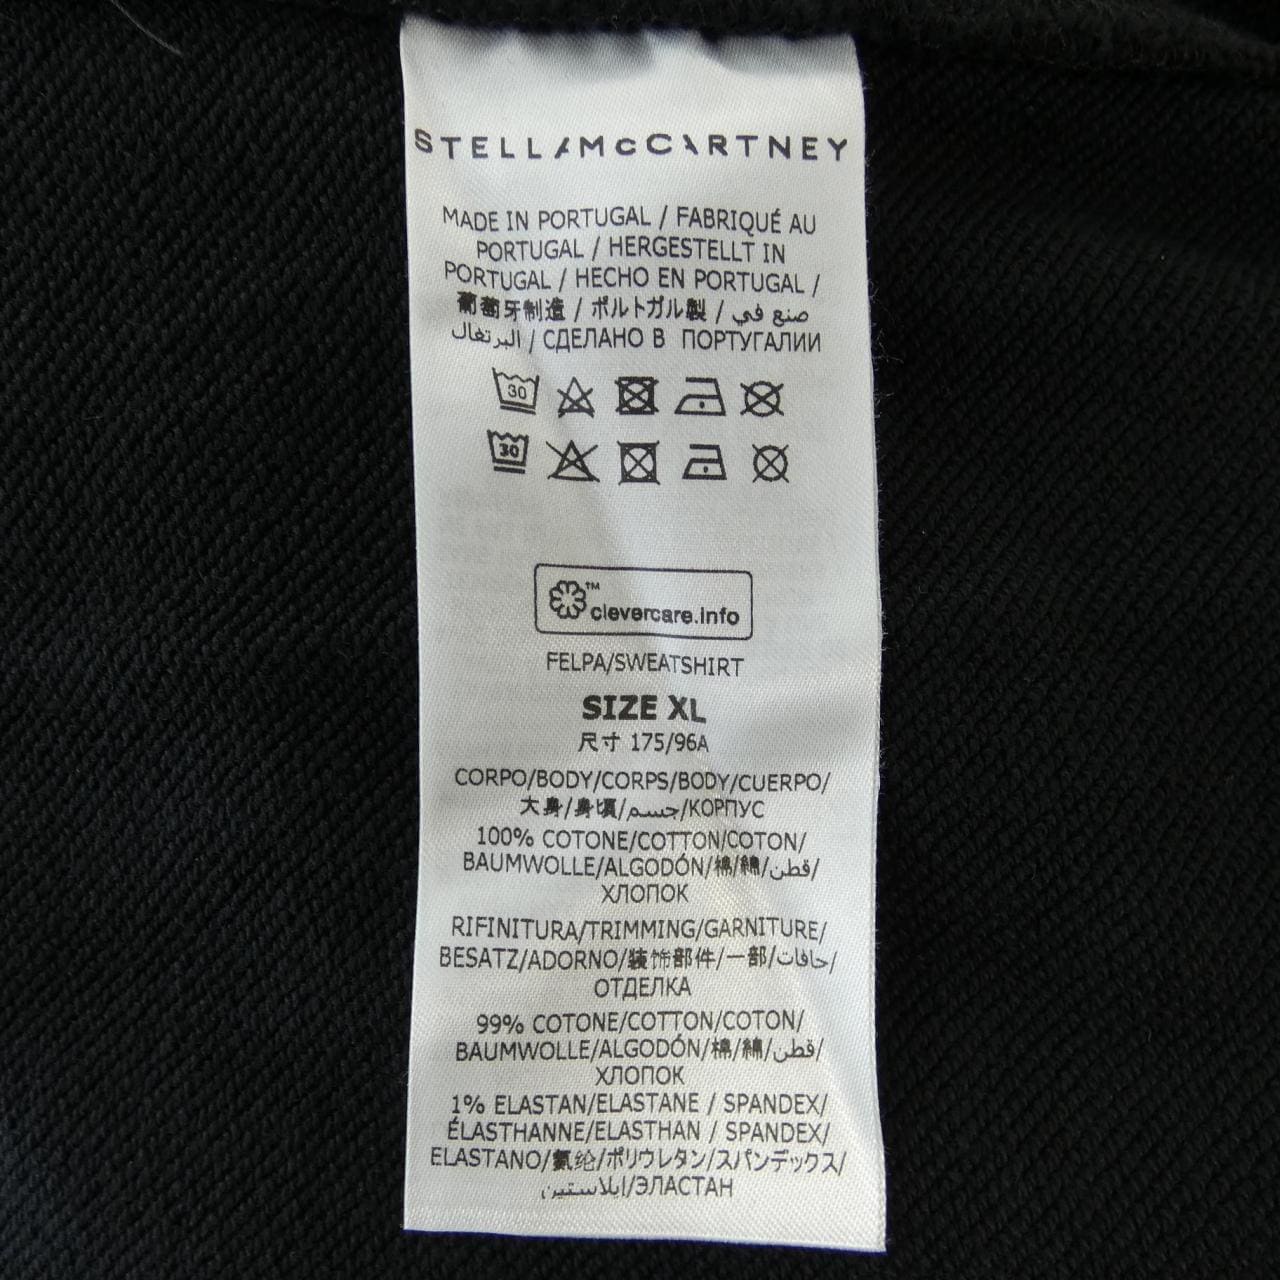 STELLA McCARTNEY
MADE IN PORTUGAL / FABRIQUÉ AU
PORTUGAL / HERGESTELLT IN
PORTUGAL / HECHO EN PORTUGAL /
葡萄牙制造 / ポルトガル製 / صنع في
البرتغال / СДЕЛАНО В ПОРТУГАЛИИ
30
30
clevercare.info™
FELPA/SWEATSHIRT
SIZE XL
尺寸 175/96A
CORPO/BODY/CORPS/BODY/CUERPO/
大身/身頃/جسم/КОРПУС
100% COTONE/COTTON/COTON/
BAUMWOLLE/ALGODÓN/棉/綿/قطن/
ХЛОПОК
RIFINITURA/TRIMMING/GARNITURE/
BESATZ/ADORNO/装饰部件/一部/حافات/
ОТДЕЛКА
99% COTONE/COTTON/COTON/
BAUMWOLLE/ALGODÓN/棉/綿/قطن/
ХЛОПОК
1% ELASTAN/ELASTANE / SPANDEX/
ÉLASTHANNE/ELASTHAN / SPANDEX/
ELASTANO/氨纶/ポリウレタン/スパンデックス/
إيلاستين/ЭЛАСТАН